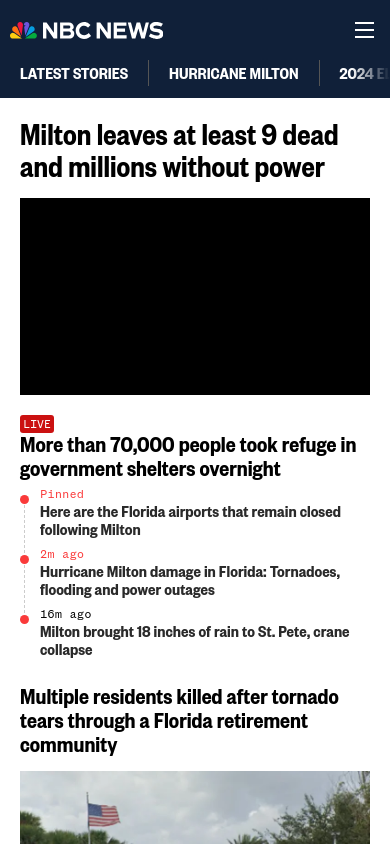 NBC NEWS
LATEST STORIES
HURRICANE MILTON
2024
Milton leaves at least 9 dead
and millions without power
LIVE
More than 70,000 people took refuge in
government shelters overnight
Pinned
Here are the Florida airports that remain closed
following Milton
2m ago
Hurricane Milton damage in Florida: Tornadoes,
flooding and power outages
16m ago
Milton brought 18 inches of rain to St. Pete, crane
collapse
Multiple residents killed after tornado
tears through a Florida retirement
community